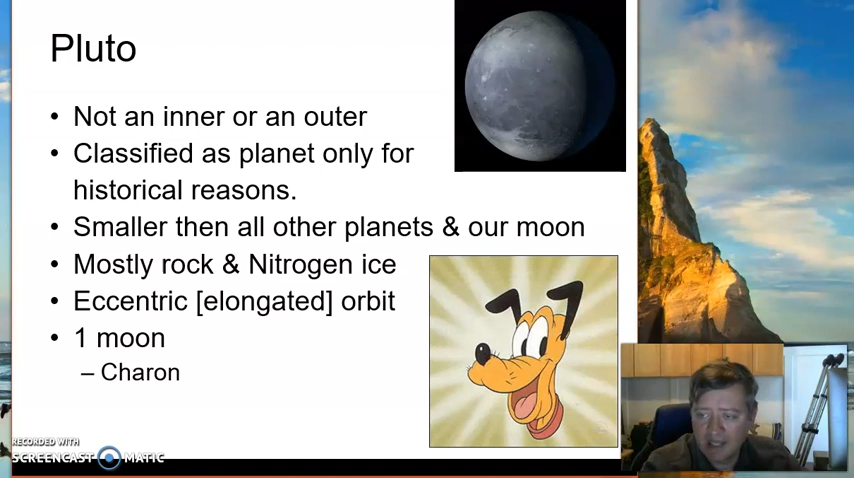 Pluto
• Not an inner or an outer
• Classified as planet only for
historical reasons.
• Smaller then all other planets & our moon
• Mostly rock & Nitrogen ice
• Eccentric [elongated] orbit
• 1 moon
– Charon
RECORDED WITH
SCREENCAST MATIC